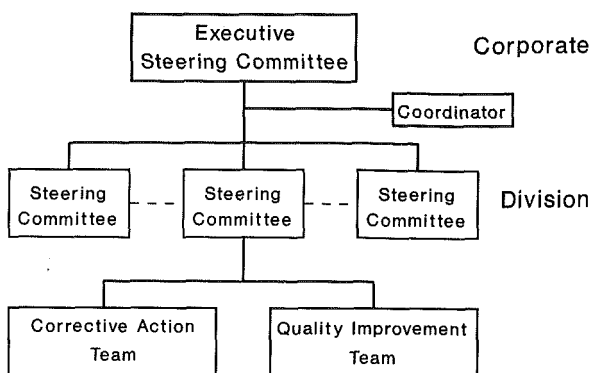 Executive
Steering Committee
Corporate
Coordinator
Steering
Committee
Steering
Committee
Steering
Committee
Division
Corrective Action
Team
Quality Improvement
Team